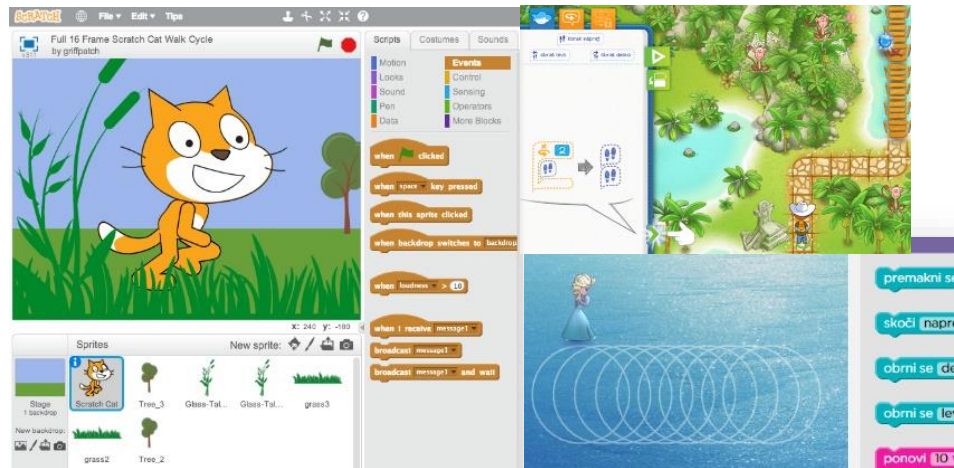 SCRATCH File Edit Tips
Full 16 Frame Scratch Cat Walk Cycle
by griffpatch
v311
Scripts Costumes Sounds
Motion Events
Looks Control
Sound Sensing
Pen Operators
Data More Blocks
when clicked
when space key pressed
when this sprite clicked
when backdrop switches to backdrop
when loudness > 10
when I receive message1
broadcast message1
broadcast message1 and wait
x: 240 y: -180
Sprites New sprite:
Stage
1 backdrop
New backdrop:
Scratch Cat Tree_3 Glass-Tal... Glass-Tal... grass3
grass2 Tree_2
2
premakni se
skoči napre
obrni se de
obrni se lev
ponovi 10